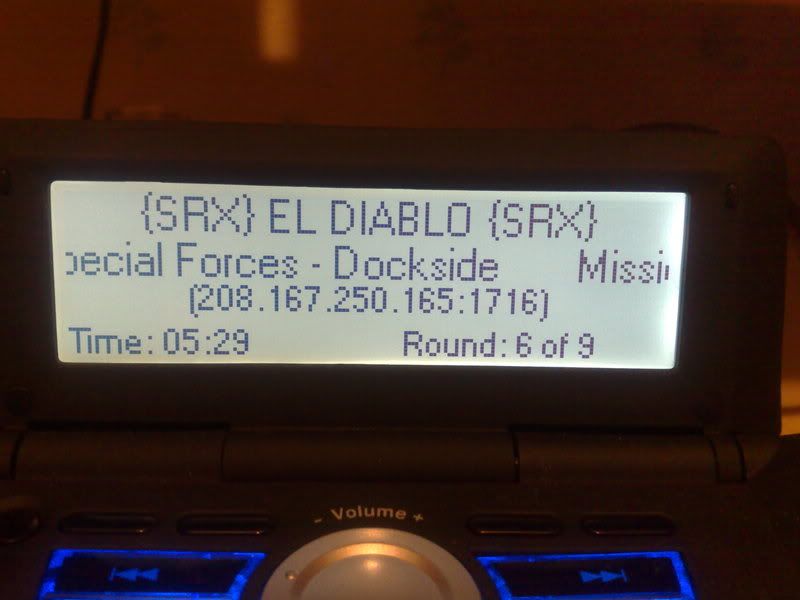 {SRX} EL DIABLO {SRX}
pecial Forces - Dockside Missi
(208.167.250.165:1716)
Time: 05:29 Round: 6 of 9
- Volume +